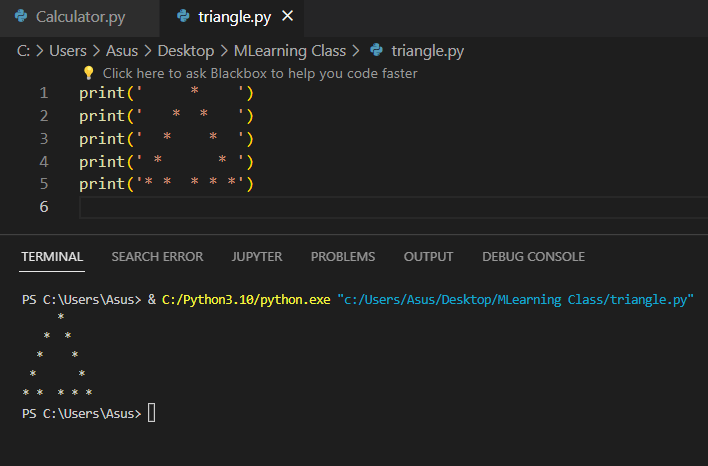 Calculator.py triangle.py
C: > Users > Asus > Desktop > MLearning Class > triangle.py
Click here to ask Blackbox to help you code faster
1 print('     *    ')
2 print('   *  *   ')
3 print('  *    *  ')
4 print(' *      * ')
5 print('* *  * * *')
6
TERMINAL SEARCH ERROR JUPYTER PROBLEMS OUTPUT DEBUG CONSOLE
PS C:\Users\Asus> & C:/Python3.10/python.exe "c:/Users/Asus/Desktop/MLearning Class/triangle.py"
     *
   *  *
  *    *
 *      *
* *  * * *
PS C:\Users\Asus>